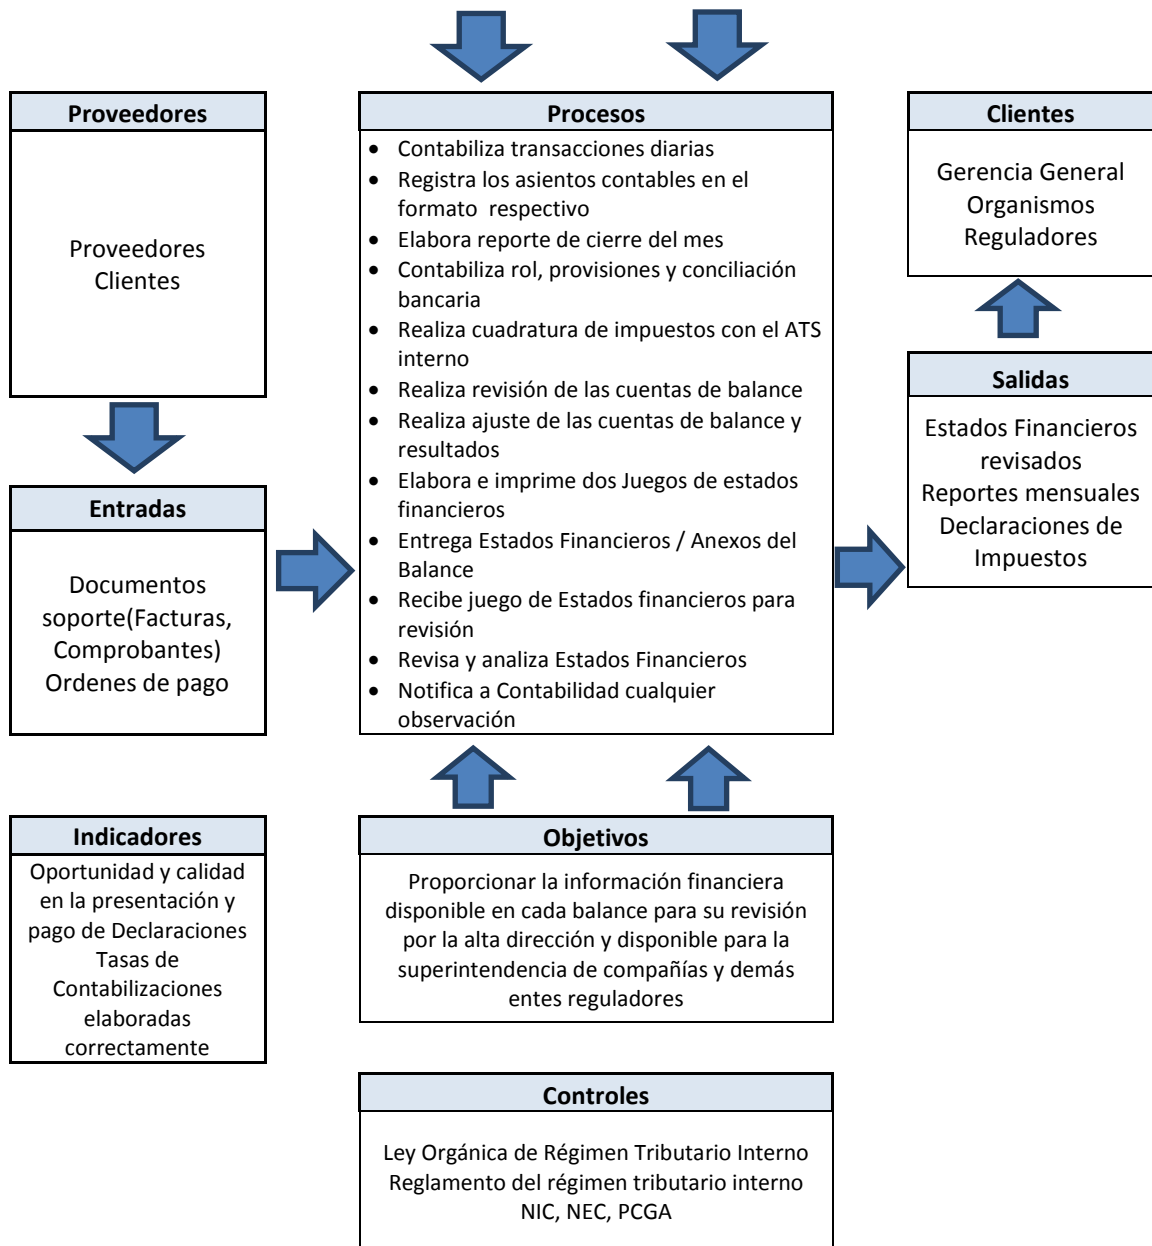 Proveedores
Proveedores
Clientes
Entradas
Documentos
soporte(Facturas,
Comprobantes)
Ordenes de pago
Indicadores
Oportunidad y calidad
en la presentación y
pago de Declaraciones
Tasas de
Contabilizaciones
elaboradas
correctamente
Procesos
• Contabiliza transacciones diarias
• Registra los asientos contables en el
formato respectivo
• Elabora reporte de cierre del mes
• Contabiliza rol, provisiones y conciliación
bancaria
• Realiza cuadratura de impuestos con el ATS
interno
• Realiza revisión de las cuentas de balance
• Realiza ajuste de las cuentas de balance y
resultados
• Elabora e imprime dos Juegos de estados
financieros
• Entrega Estados Financieros / Anexos del
Balance
• Recibe juego de Estados financieros para
revisión
• Revisa y analiza Estados Financieros
• Notifica a Contabilidad cualquier
observación
Objetivos
Proporcionar la información financiera
disponible en cada balance para su revisión
por la alta dirección y disponible para la
superintendencia de compañías y demás
entes reguladores
Controles
Ley Orgánica de Régimen Tributario Interno
Reglamento del régimen tributario interno
NIC, NEC, PCGA
Clientes
Gerencia General
Organismos
Reguladores
Salidas
Estados Financieros
revisados
Reportes mensuales
Declaraciones de
Impuestos